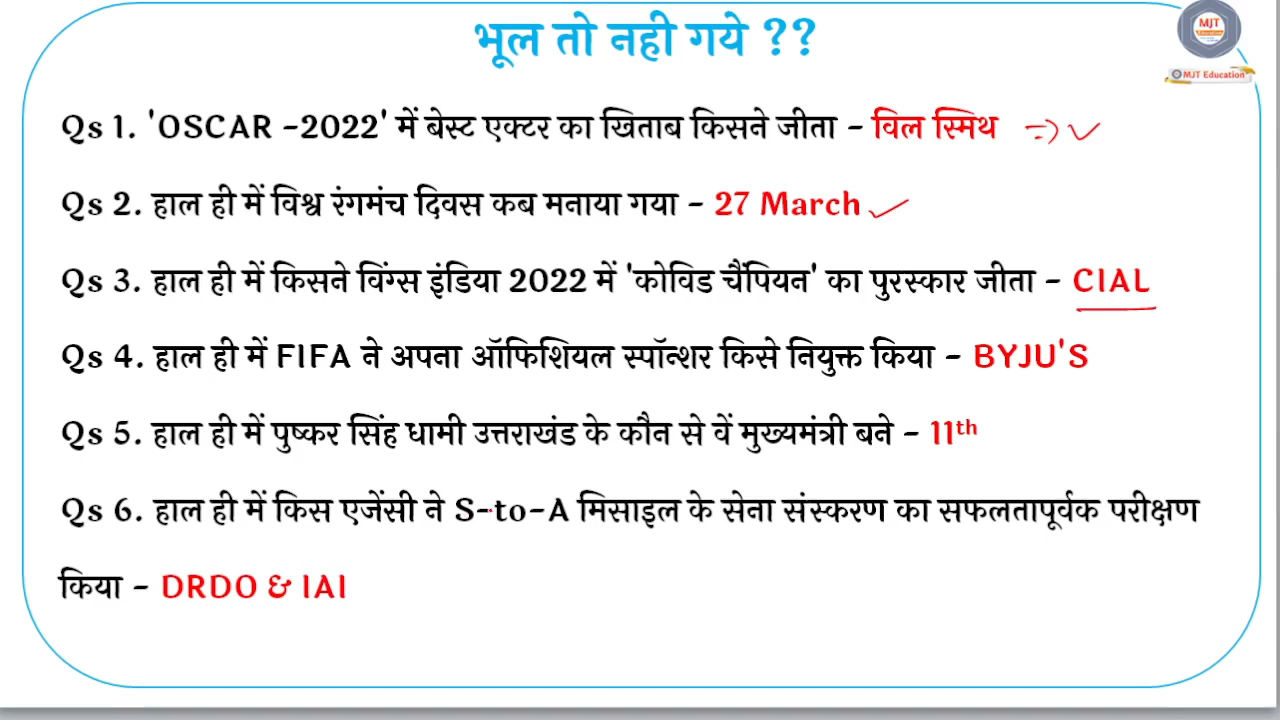 भूल तो नही गये ??
MJT
Education
MJT Education
Qs 1. 'OSCAR -2022' में बेस्ट एक्टर का खिताब किसने जीता - विल स्मिथ
Qs 2. हाल ही में विश्व रंगमंच दिवस कब मनाया गया - 27 March
Qs 3. हाल ही में किसने विंग्स इंडिया 2022 में 'कोविड चैंपियन' का पुरस्कार जीता - CIAL
Qs 4. हाल ही में FIFA ने अपना ऑफिशियल स्पॉन्शर किसे नियुक्त किया - BYJU'S
Qs 5. हाल ही में पुष्कर सिंह धामी उत्तराखंड के कौन से वें मुख्यमंत्री बने - 11th
Qs 6. हाल ही में किस एजेंसी ने S-to-A मिसाइल के सेना संस्करण का सफलतापूर्वक परीक्षण
किया - DRDO & IAI